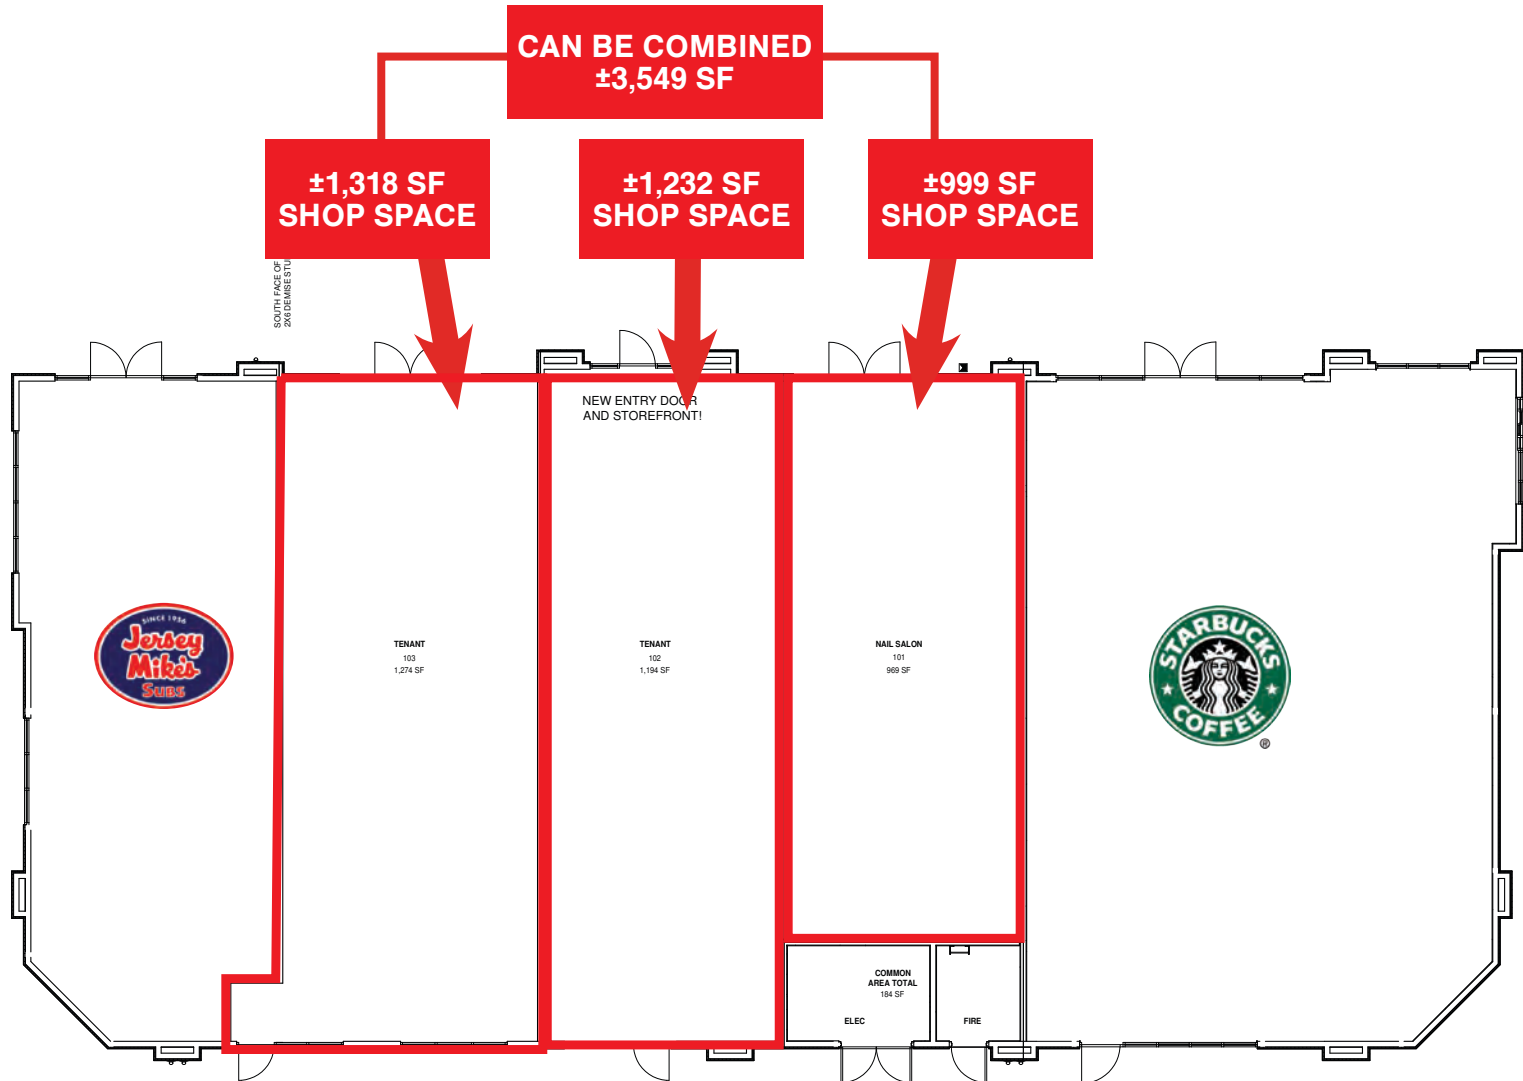 CAN BE COMBINED
±3,549 SF
±1,318 SF
SHOP SPACE
±1,232 SF
SHOP SPACE
±999 SF
SHOP SPACE
SOUTH FACE OF
2X6 DEMISE STU
NEW ENTRY DOOR
AND STOREFRONT!
SINCE 1956
Jersey
Mike's
SUBS
TENANT
103
1,274 SF
TENANT
102
1,194 SF
NAIL SALON
101
969 SF
STARBUCKS
COFFEE
®
COMMON
AREA TOTAL
184 SF
ELEC
FIRE